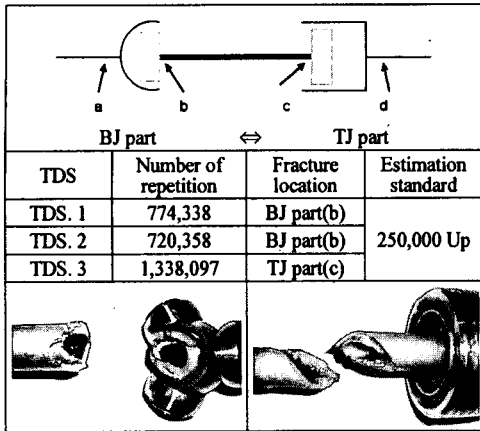 a b c d
BJ part ⇔ TJ part
TDS Number of repetition Fracture location Estimation standard
TDS. 1 774,338 BJ part(b) 250,000 Up
TDS. 2 720,358 BJ part(b)
TDS. 3 1,338,097 TJ part(c)